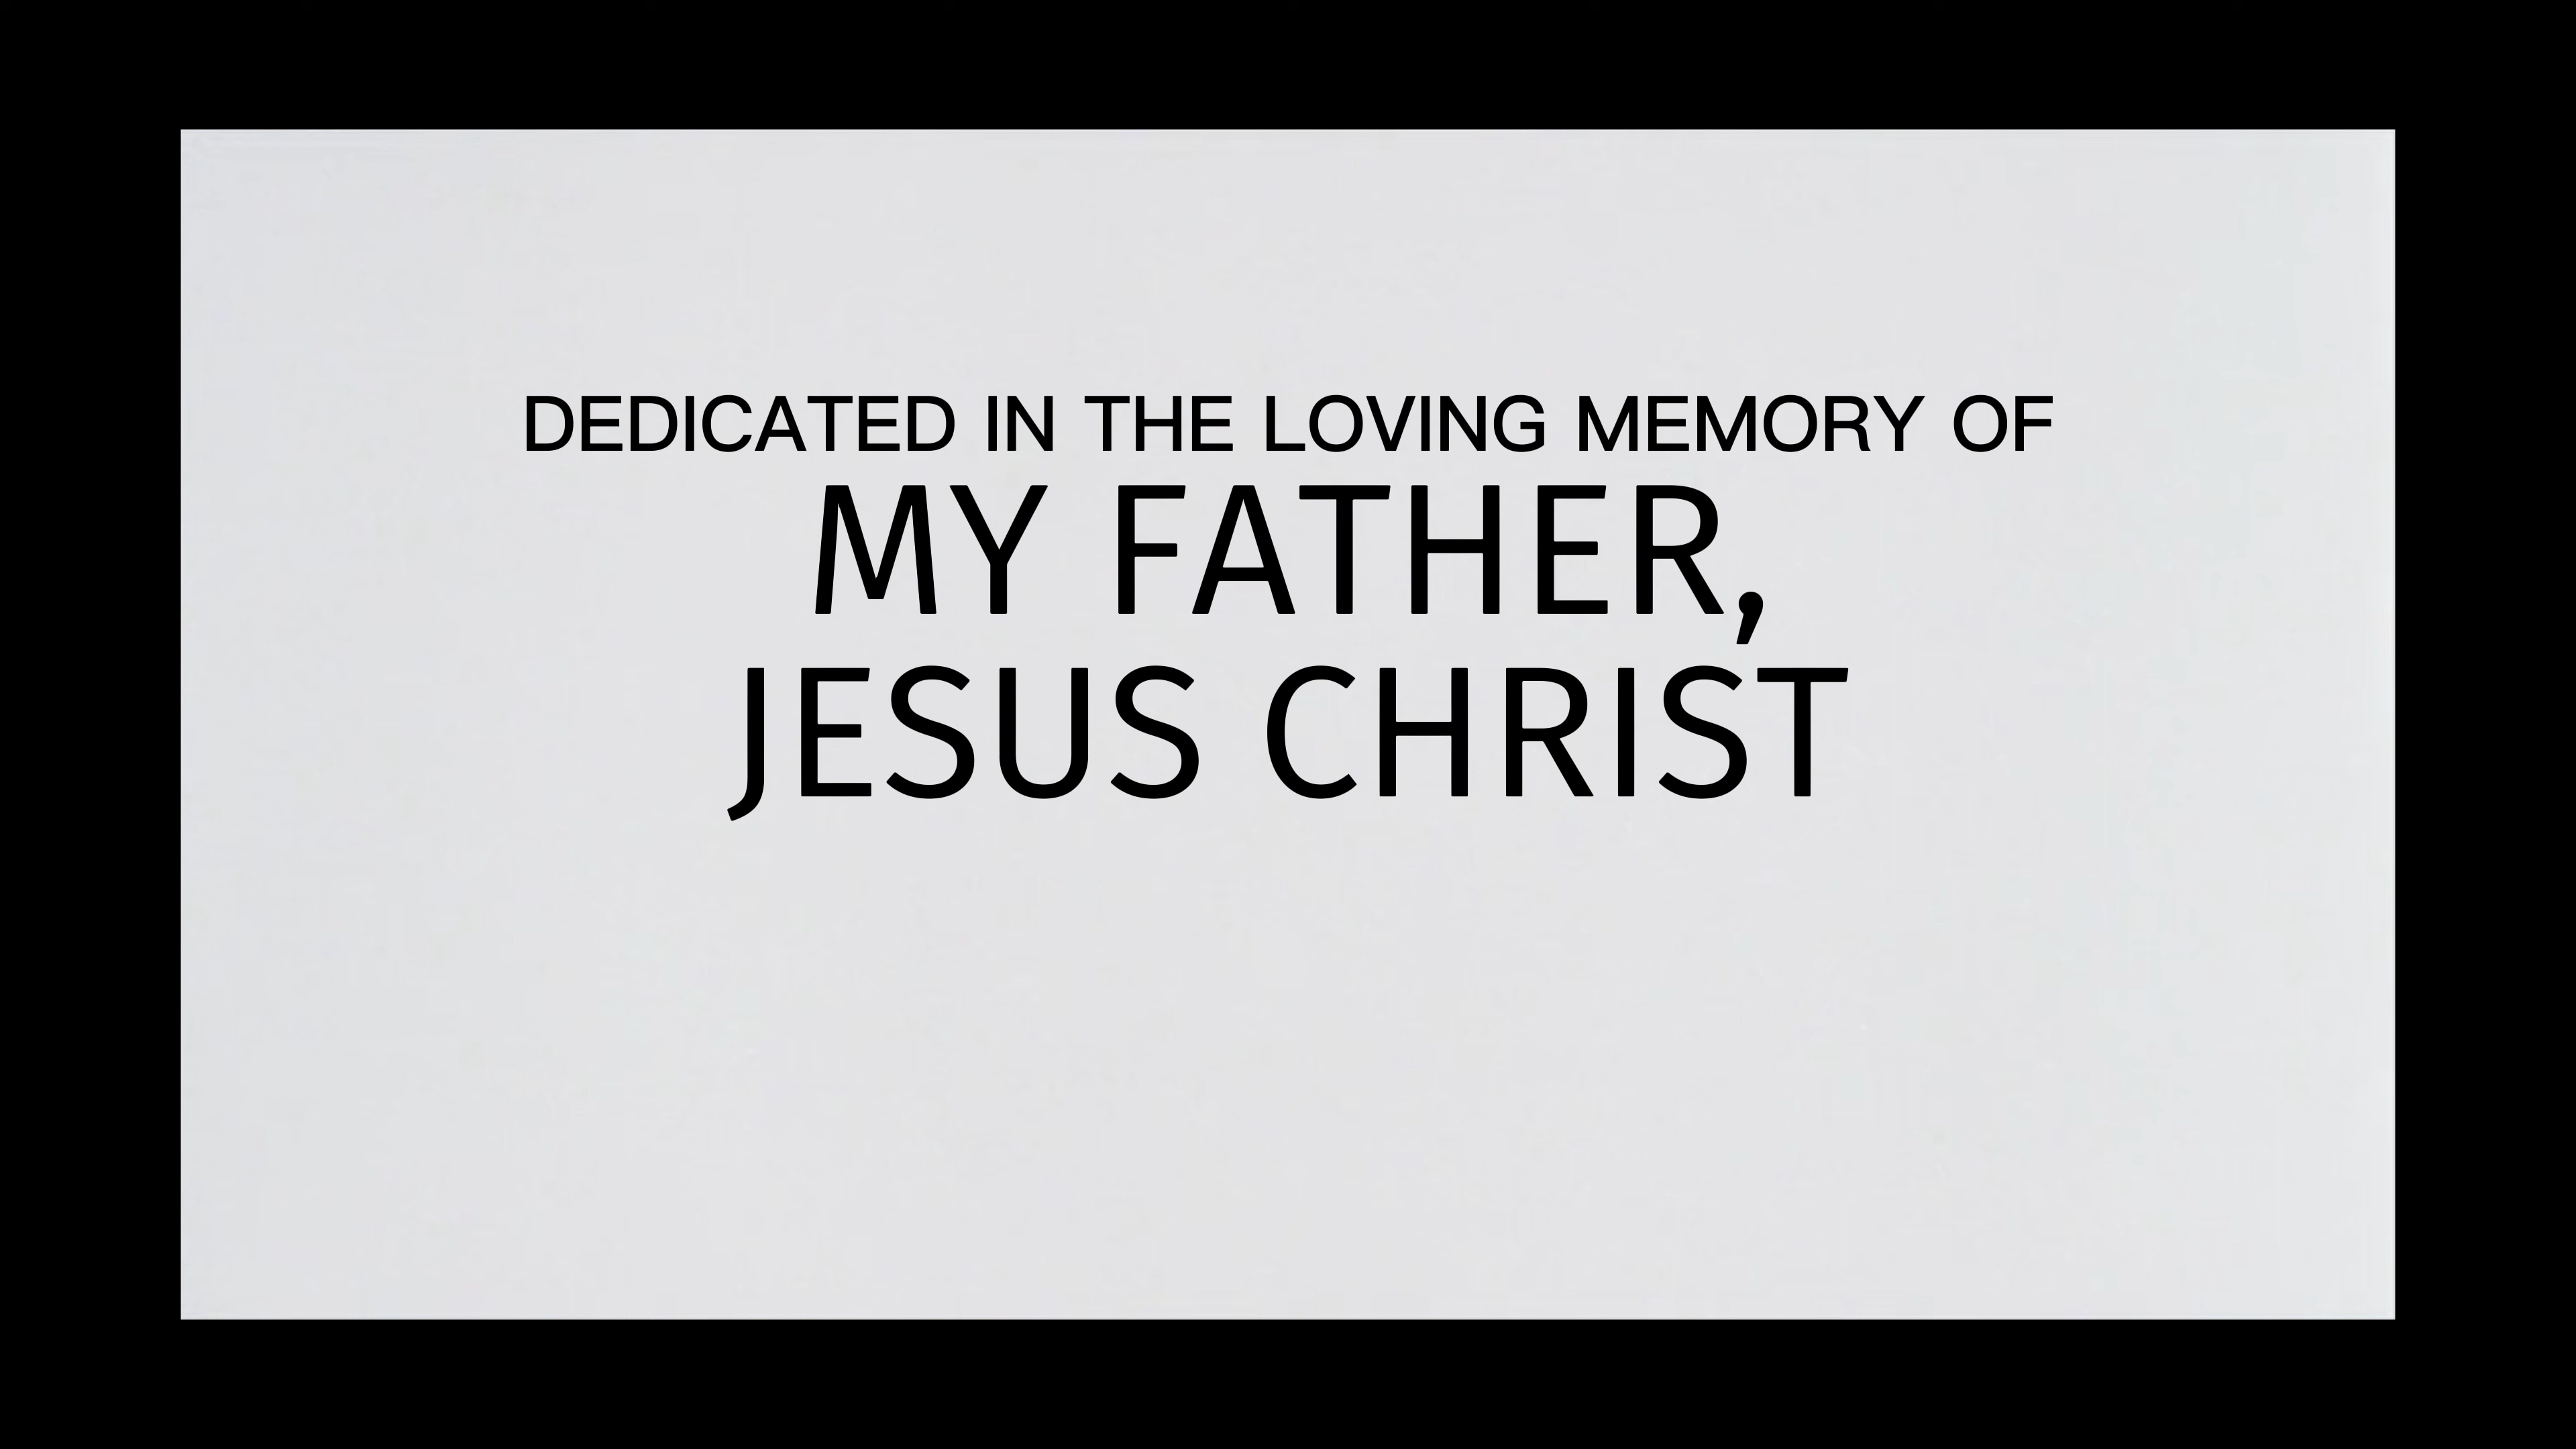 DEDICATED IN THE LOVING MEMORY OF
MY FATHER,
JESUS CHRIST